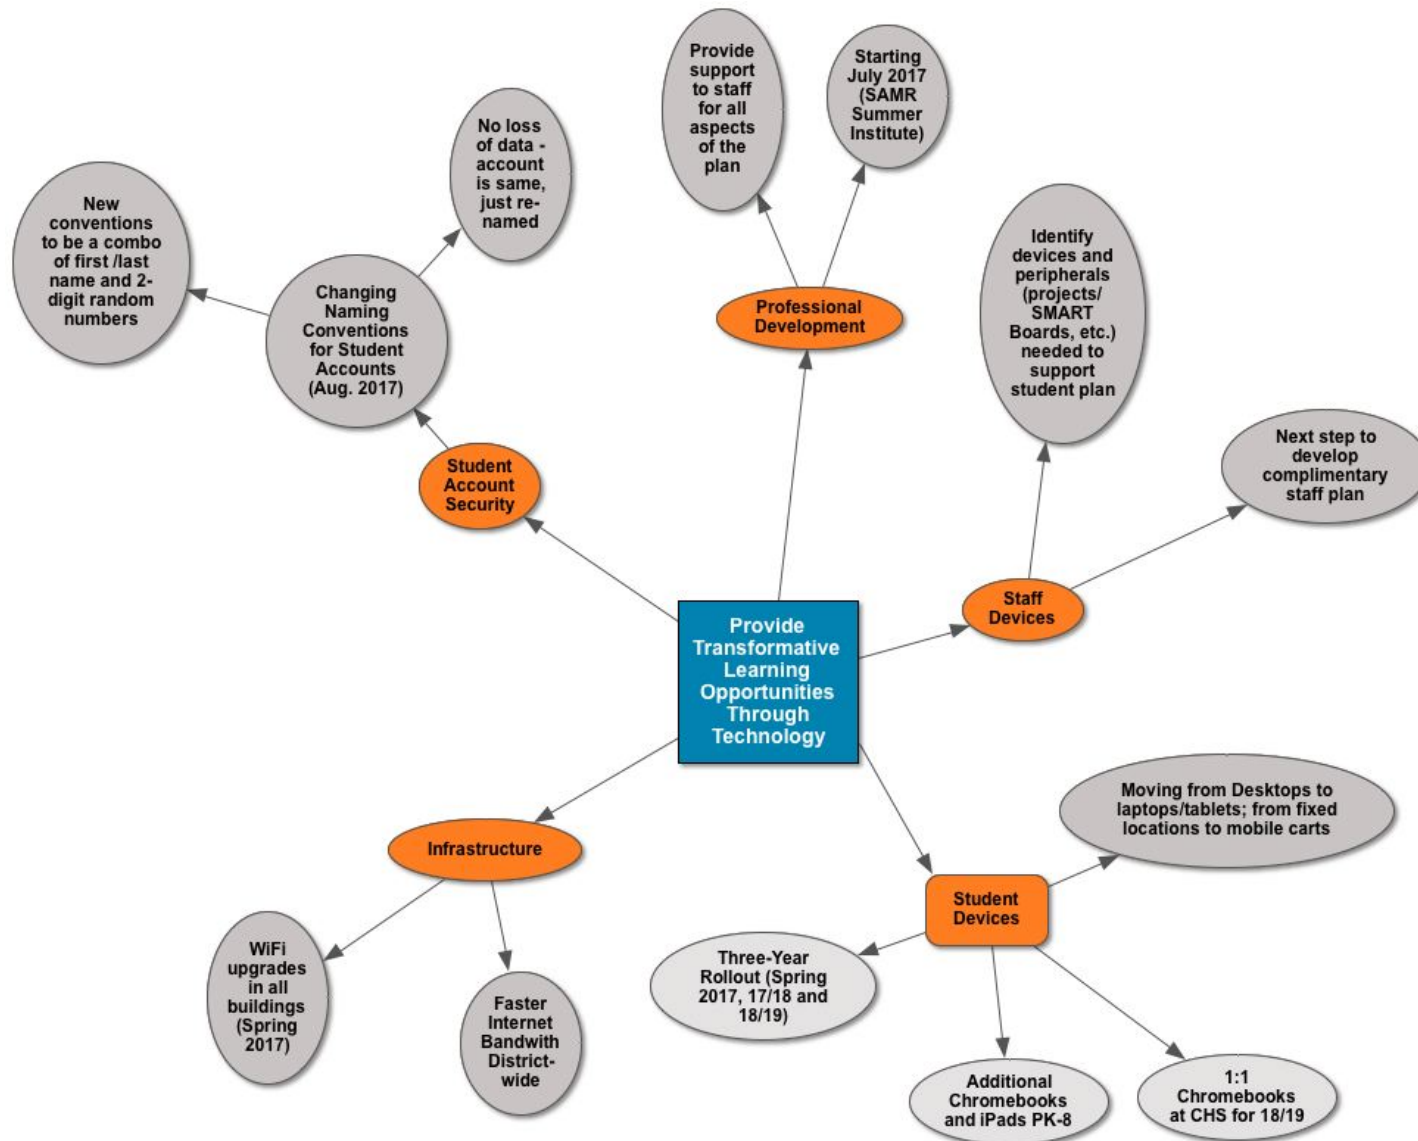 Provide
support
to staff
for all
aspects
of the
plan
Starting
July 2017
(SAMR
Summer
Institute)
No loss
of data -
account
is same,
just re-
named
New
conventions
to be a combo
of first /last
name and 2-
digit random
numbers
Changing
Naming
Conventions
for Student
Accounts
(Aug. 2017)
Professional
Development
Identify
devices and
peripherals
(projects/
SMART
Boards, etc.)
needed to
support
student plan
Student
Account
Security
Next step to
develop
complimentary
staff plan
Staff
Devices
Provide
Transformative
Learning
Opportunities
Through
Technology
Infrastructure
Moving from Desktops to
laptops/tablets; from fixed
locations to mobile carts
Student
Devices
WiFi
upgrades
in all
buildings
(Spring
2017)
Faster
Internet
Bandwith
District-
wide
Three-Year
Rollout (Spring
2017, 17/18 and
18/19)
Additional
Chromebooks
and iPads PK-8
1:1
Chromebooks
at CHS for 18/19